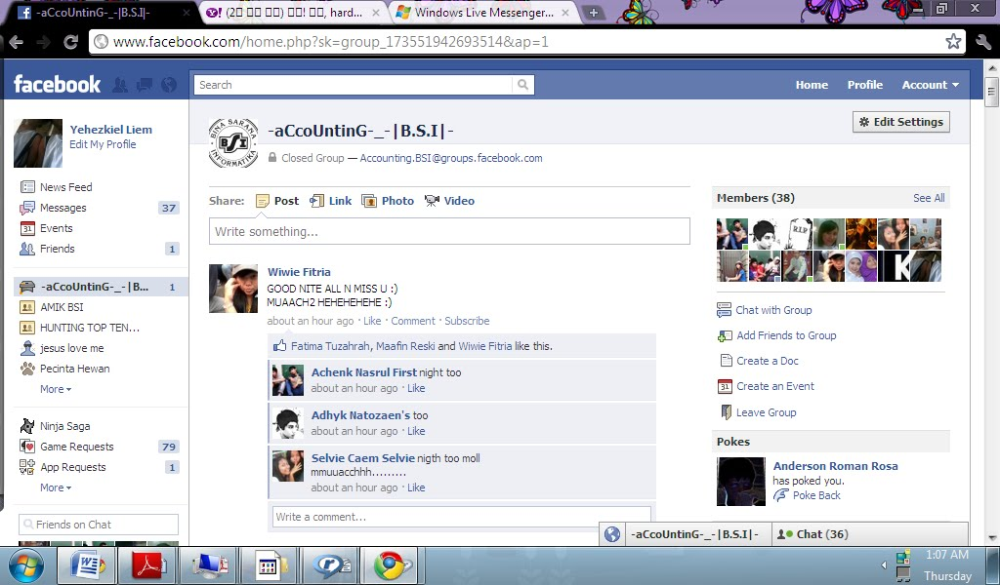 -aCcoUntinG-_-|B.S.I|-
(2
hard...
Windows Live Messenger...
www.facebook.com/home.php?sk=group_173551942693514&ap=1
facebook
Search
Home Profile Account
Yehezkiel Liem
Edit My Profile
News Feed
Messages 37
Events
Friends 1
-aCcoUntinG-_-|B... 1
AMIK BSI
HUNTING TOP TEN...
jesus love me
Pecinta Hewan
More
Ninja Saga
Game Requests 79
App Requests 1
More
Friends on Chat
BINA SARANA
BSI
INFORMATIKA
-aCcoUntinG-_-|B.S.I|-
Closed Group — Accounting.BSI@groups.facebook.com
Edit Settings
Share: Post Link Photo Video
Write something...
Wiwie Fitria
GOOD NITE ALL N MISS U :)
MUAACH2 HEHEHEHEHE :)
about an hour ago · Like · Comment · Subscribe
Fatima Tuzahrah, Maafin Reski and Wiwie Fitria like this.
Achenk Nasrul First night too
about an hour ago · Like
Adhyk Natozaen's too
about an hour ago · Like
Selvie Caem Selvie nigth too moll
mmuuacchhh.........
about an hour ago · Like
Write a comment...
Members (38) See All
R.I.P
K
Chat with Group
Add Friends to Group
Create a Doc
Create an Event
Leave Group
Pokes
Anderson Roman Rosa
has poked you.
Poke Back
-aCcoUntinG-_-|B.S.I|-
Chat (36)
1:07 AM
Thursday